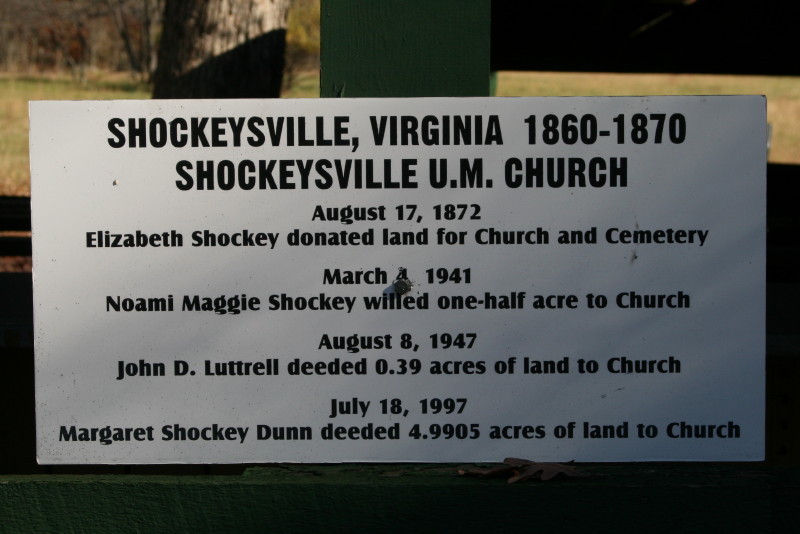 SHOCKEYSVILLE, VIRGINIA 1860-1870
SHOCKEYSVILLE U.M. CHURCH
August 17, 1872
Elizabeth Shockey donated land for Church and Cemetery
March 4 1941
Noami Maggie Shockey willed one-half acre to Church
August 8, 1947
John D. Luttrell deeded 0.39 acres of land to Church
July 18, 1997
Margaret Shockey Dunn deeded 4.9905 acres of land to Church